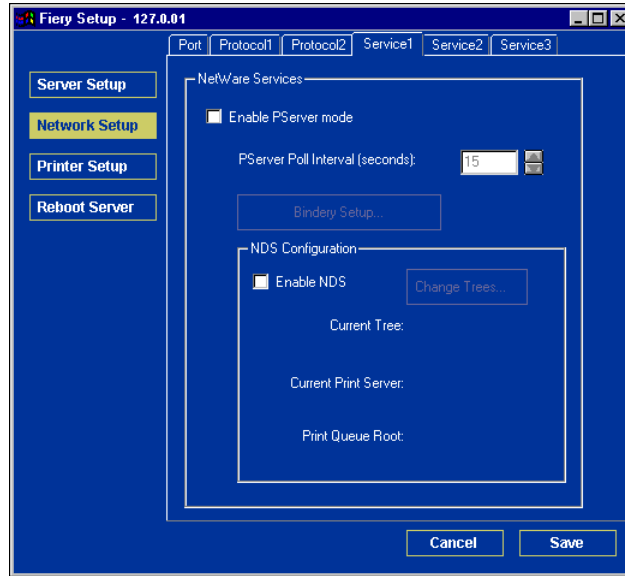 Fiery Setup - 127.0.01
Port Protocol1 Protocol2 Service1 Service2 Service3
Server Setup
Network Setup
Printer Setup
Reboot Server
NetWare Services
Enable PServer mode
PServer Poll Interval (seconds): 15
Bindery Setup...
NDS Configuration
Enable NDS
Change Trees...
Current Tree:
Current Print Server:
Print Queue Root:
Cancel Save